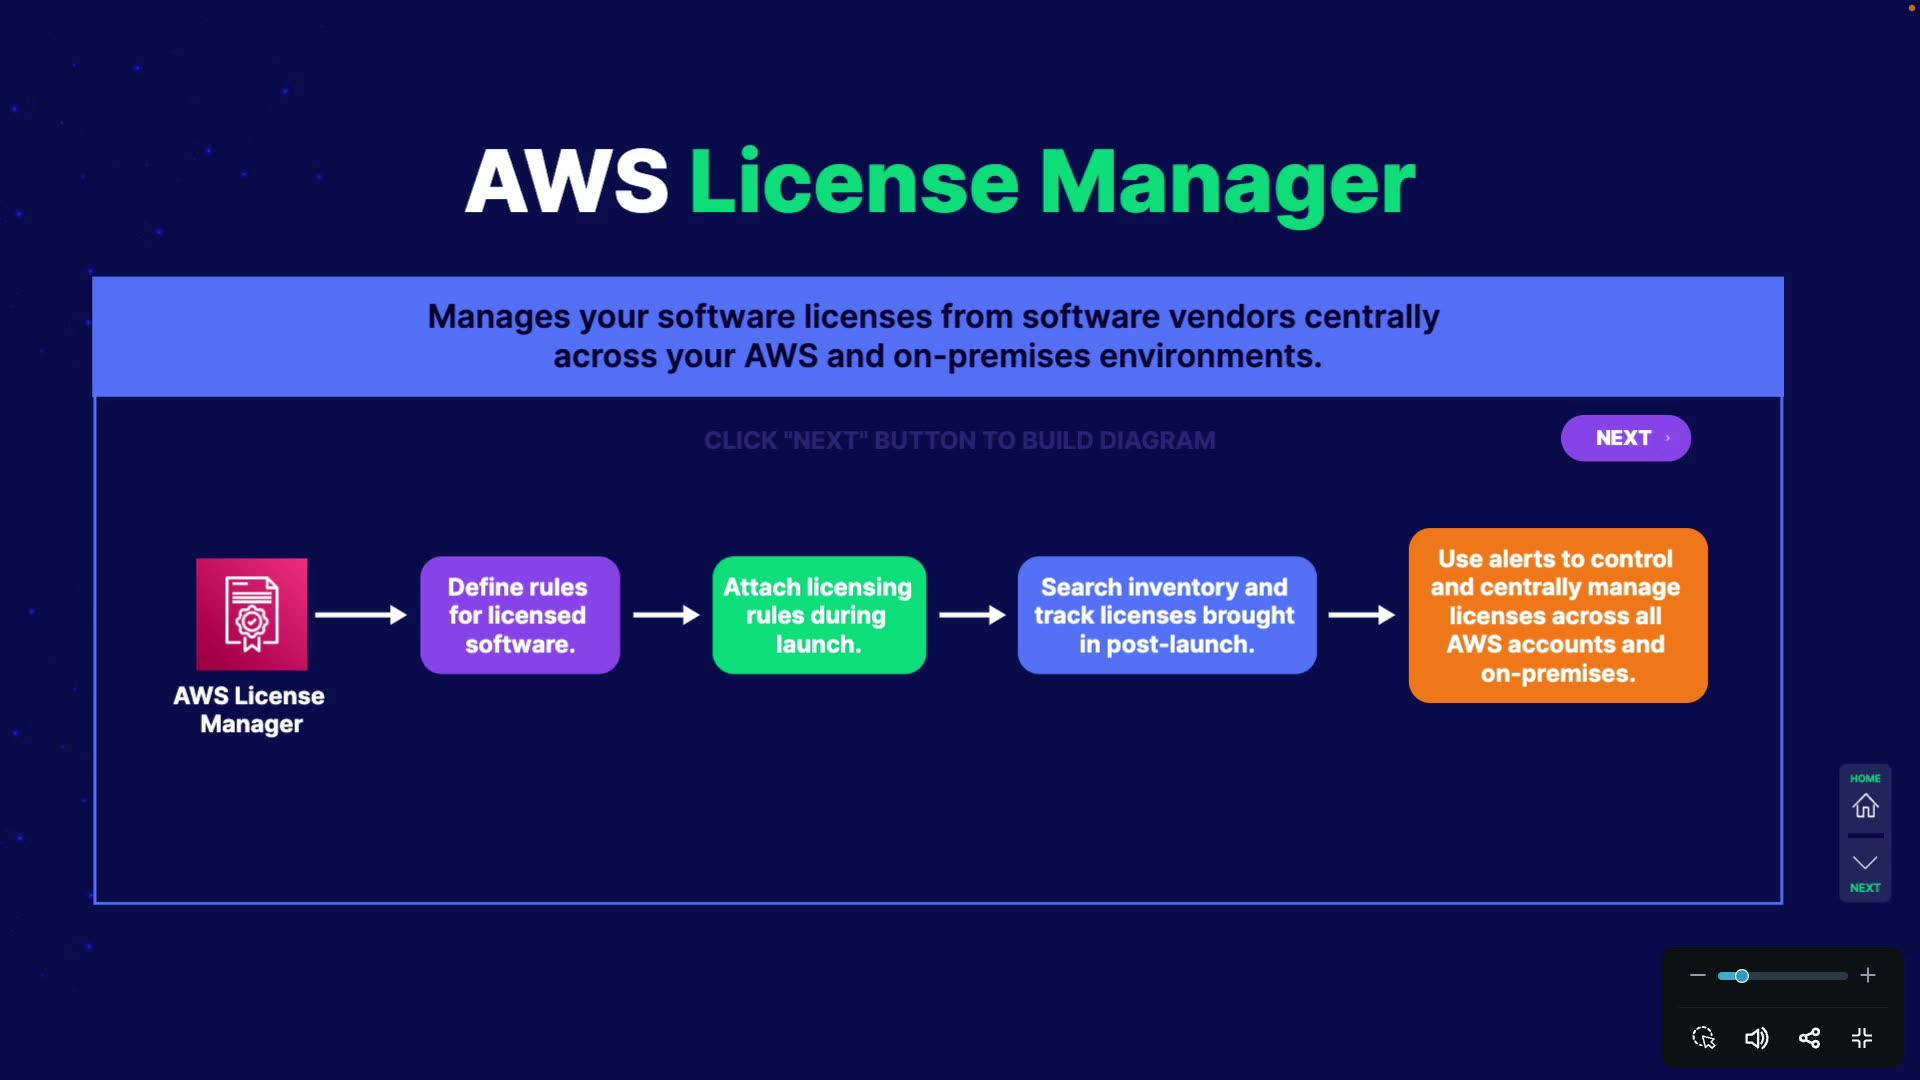 AWS License Manager
Manages your software licenses from software vendors centrally
across your AWS and on-premises environments.
CLICK "NEXT" BUTTON TO BUILD DIAGRAM
NEXT ›
AWS License
Manager
Define rules
for licensed
software.
Attach licensing
rules during
launch.
Search inventory and
track licenses brought
in post-launch.
Use alerts to control
and centrally manage
licenses across all
AWS accounts and
on-premises.
HOME
NEXT